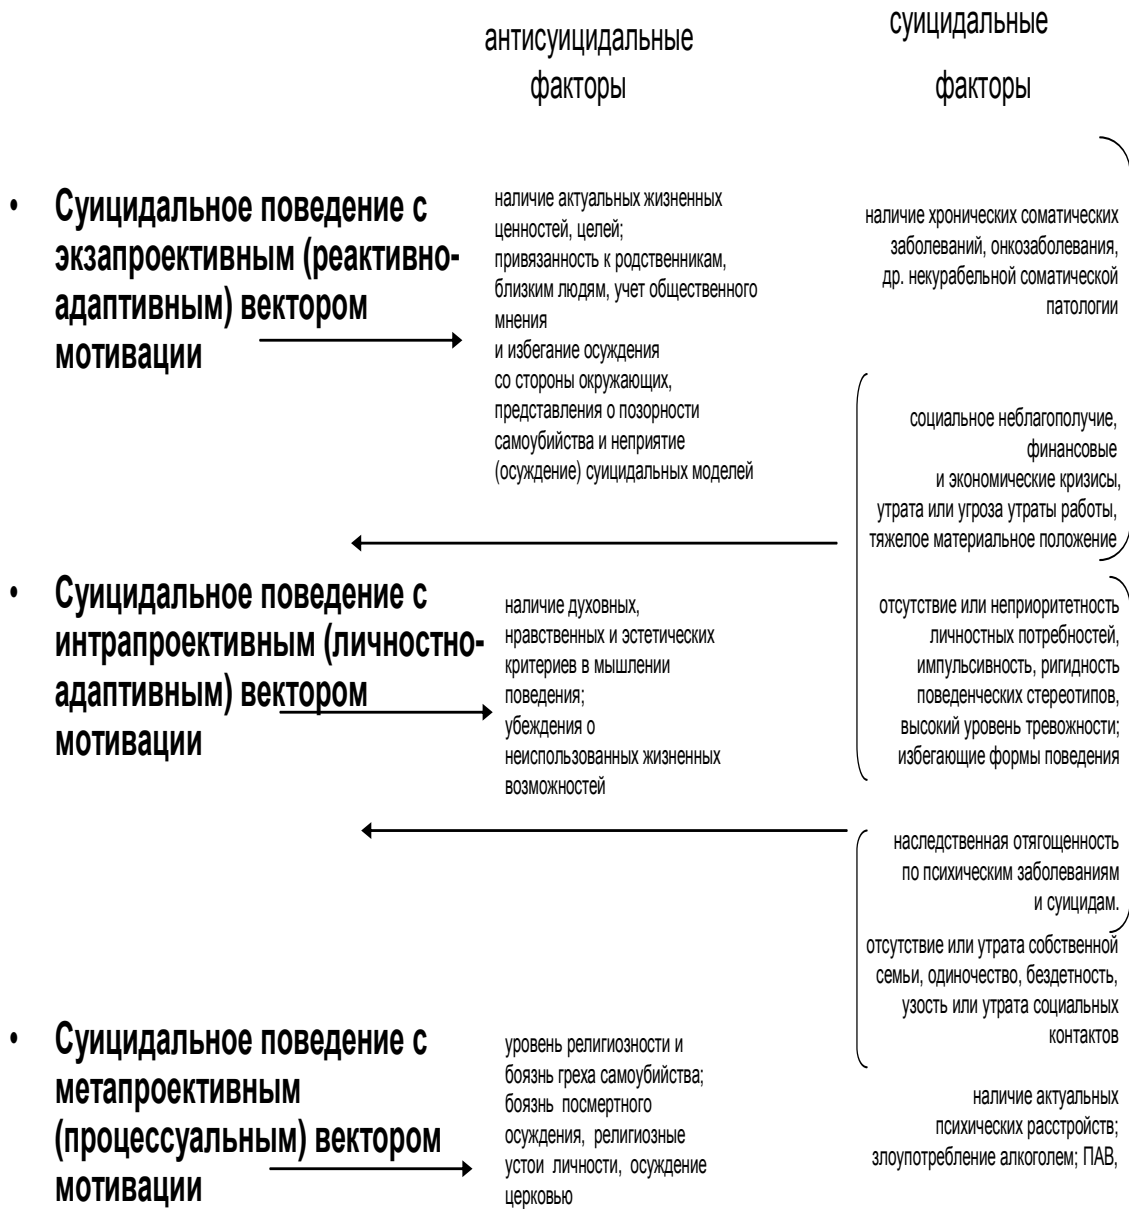 антисуицидальные
факторы
суицидальные
факторы
• Суицидальное поведение с
экзапроективным (реактивно-
адаптивным) вектором
мотивации
наличие актуальных жизненных
ценностей, целей;
привязанность к родственникам,
близким людям, учет общественного
мнения
и избегание осуждения
со стороны окружающих,
представления о позорности
самоубийства и неприятие
(осуждение) суицидальных моделей
наличие хронических соматических
заболеваний, онкозаболевания,
др. некурабельной соматической
патологии
социальное неблагополучие,
финансовые
и экономические кризисы,
утрата или угроза утраты работы,
тяжелое материальное положение
• Суицидальное поведение с
интрапроективным (личностно-
адаптивным) вектором
мотивации
наличие духовных,
нравственных и эстетических
критериев в мышлении
поведения;
убеждения о
неиспользованных жизненных
возможностей
отсутствие или неприоритетность
личностных потребностей,
импульсивность, ригидность
поведенческих стереотипов,
высокий уровень тревожности;
избегающие формы поведения
наследственная отягощенность
по психическим заболеваниям
и суицидам.
отсутствие или утрата собственной
семьи, одиночество, бездетность,
узость или утрата социальных
контактов
• Суицидальное поведение с
метапроективным
(процессуальным) вектором
мотивации
уровень религиозности и
боязнь греха самоубийства;
боязнь посмертного
осуждения, религиозные
устои личности, осуждение
церковью
наличие актуальных
психических расстройств;
злоупотребление алкоголем; ПАВ,